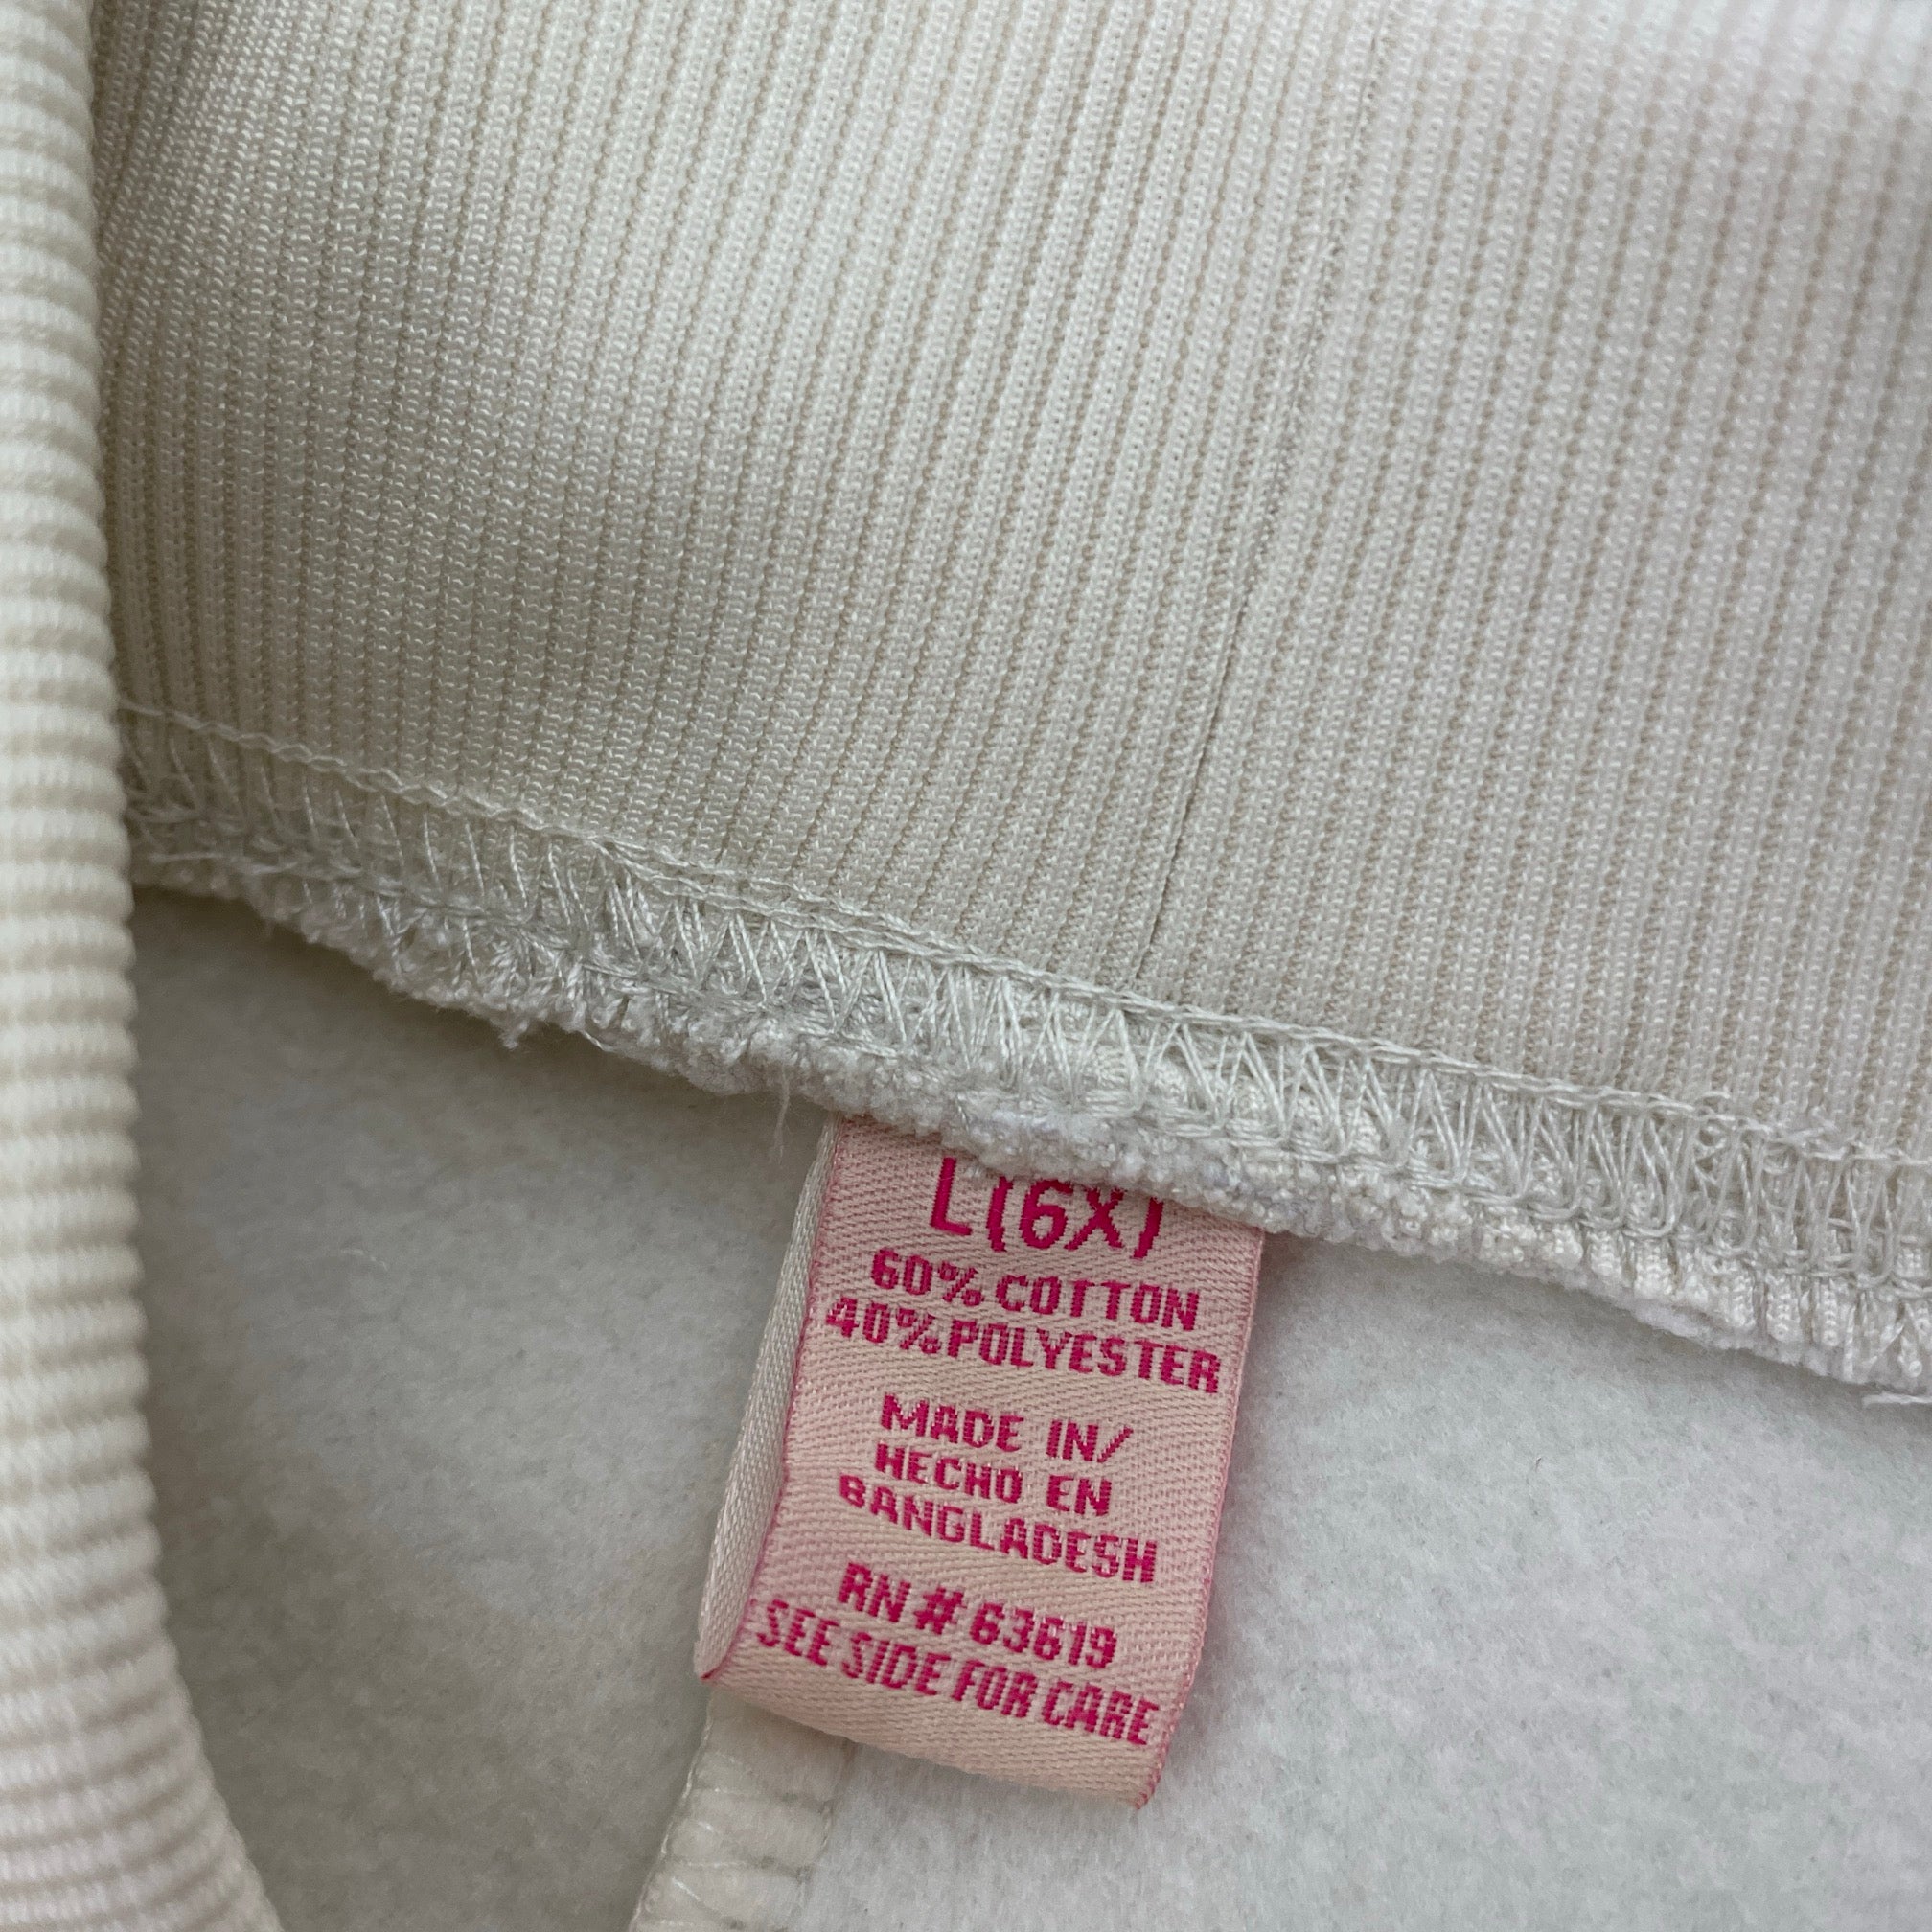 L(6X)
60% COTTON
40% POLYESTER
MADE IN/
HECHO EN
BANGLADESH
RN # 63619
SEE SIDE FOR CARE